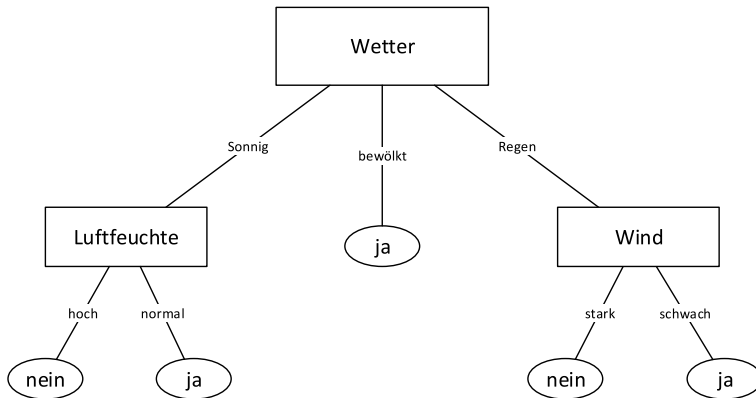 Wetter
Sonnig
bewölkt
Regen
Luftfeuchte
ja
Wind
hoch
normal
stark
schwach
nein
ja
nein
ja